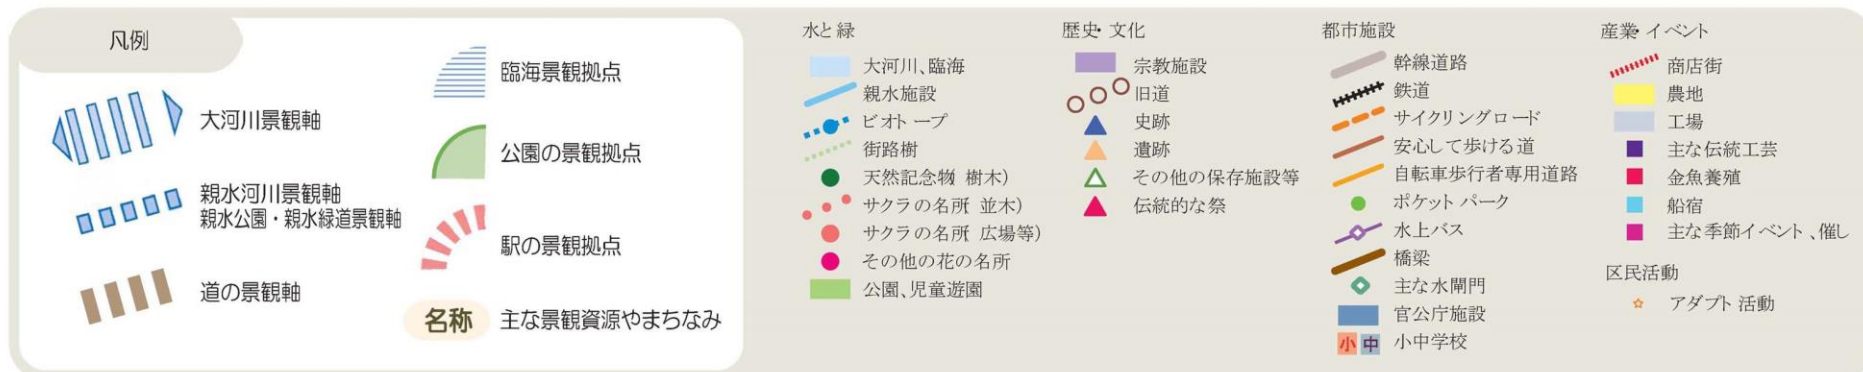 凡例
大河川景観軸
親水河川景観軸
親水公園・親水緑道景観軸
道の景観軸
臨海景観拠点
公園の景観拠点
駅の景観拠点
名称 主な景観資源やまちなみ
水と緑
大河川、臨海
親水施設
ビオトープ
街路樹
天然記念物 樹木)
サクラの名所 並木)
サクラの名所 広場等)
その他の花の名所
公園、児童遊園
歴史・文化
宗教施設
旧道
史跡
遺跡
その他の保存施設等
伝統的な祭
都市施設
幹線道路
鉄道
サイクリングロード
安心して歩ける道
自転車歩行者専用道路
ポケットパーク
水上バス
橋梁
主な水閘門
官公庁施設
小 中 小中学校
産業・イベント
商店街
農地
工場
主な伝統工芸
金魚養殖
船宿
主な季節イベント、催し
区民活動
アダプト活動